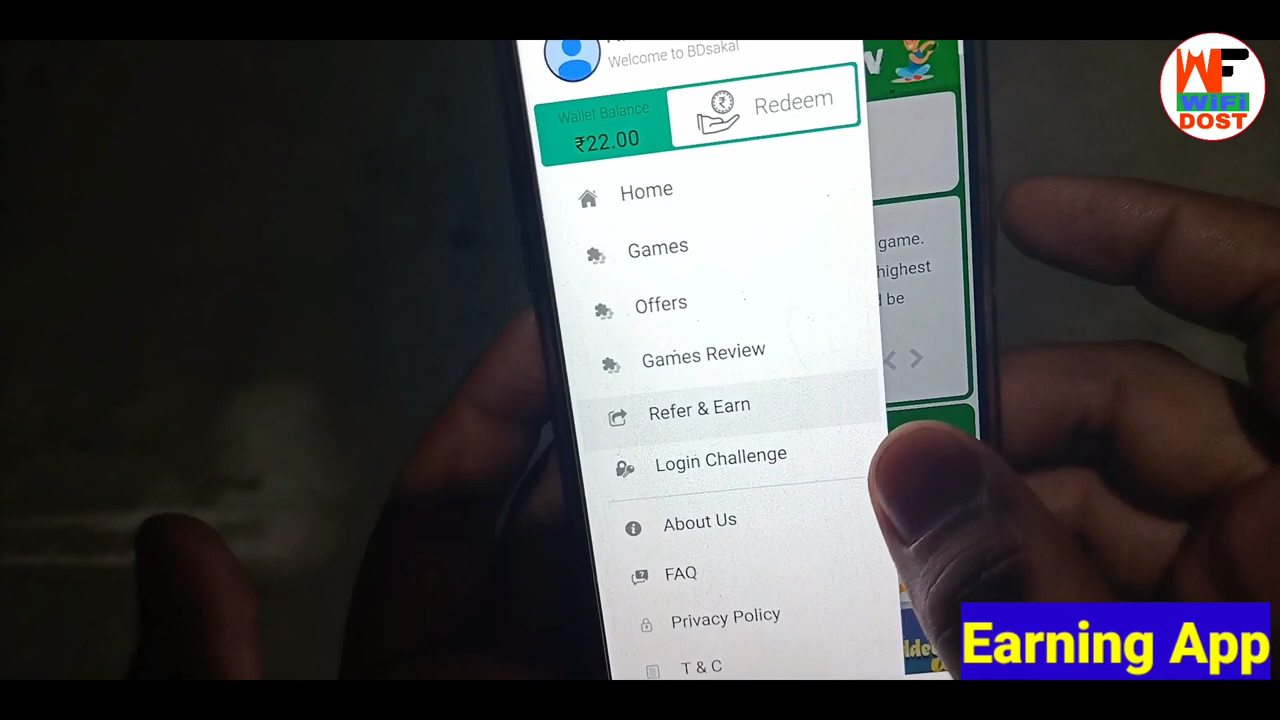 Welcome to BDsakal
Wallet Balance
₹22.00
Redeem
Home
Games
Offers
Games Review
Refer & Earn
Login Challenge
About Us
FAQ
Privacy Policy
T & C
game.
highest
be
WF
WiFi
DOST
Earning App